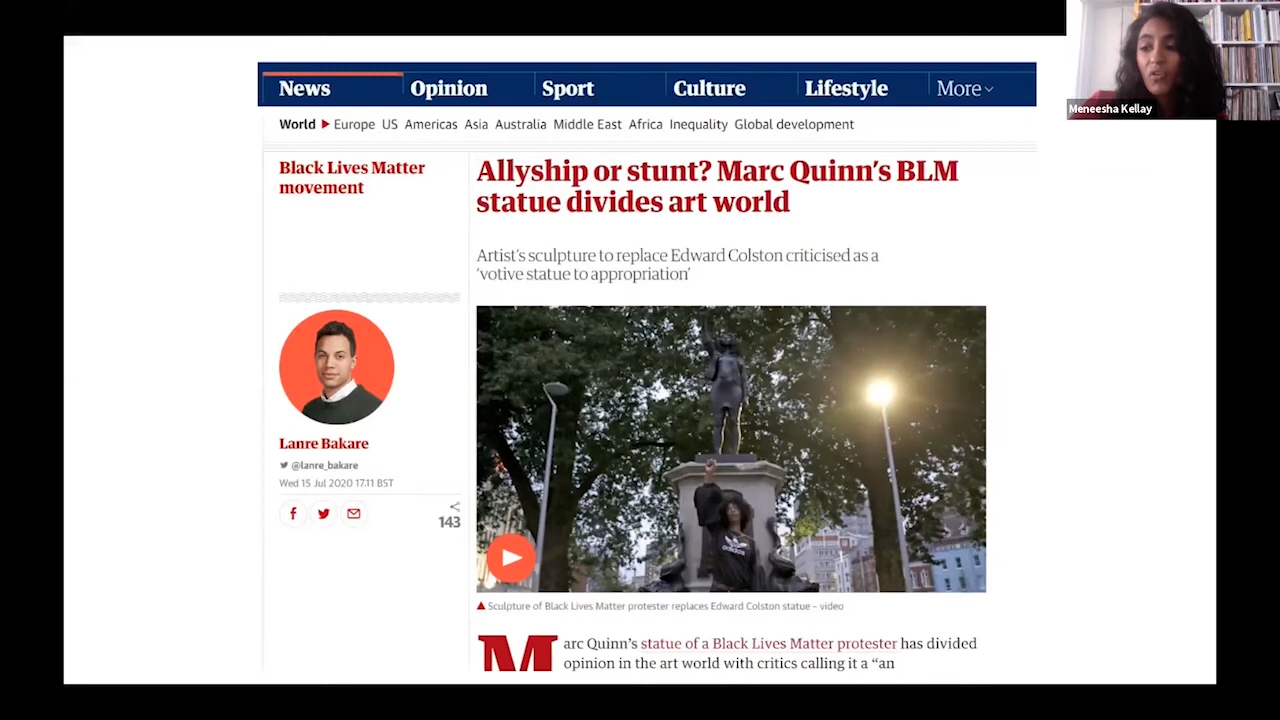 News Opinion Sport Culture Lifestyle More
World Europe US Americas Asia Australia Middle East Africa Inequality Global development
Meneesha Kellay
Black Lives Matter
movement
Allyship or stunt? Marc Quinn's BLM
statue divides art world
Artist's sculpture to replace Edward Colston criticised as a
'votive statue to appropriation'
Lanre Bakare
@lanre_bakare
Wed 15 Jul 2020 17.11 BST
143
adidas
Sculpture of Black Lives Matter protester replaces Edward Colston statue – video
Marc Quinn's statue of a Black Lives Matter protester has divided
opinion in the art world with critics calling it a “an